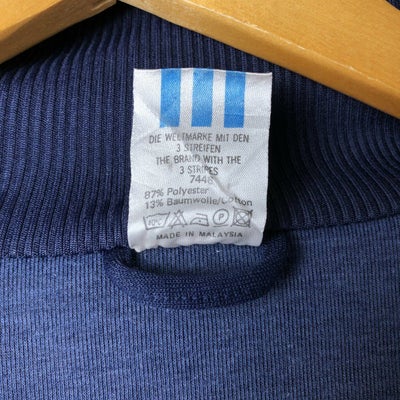 DIE WELTMARKE MIT DEN
3 STREIFEN
THE BRAND WITH THE
3 STRIPES
87% Polyester
13% Baumwolle/Cotton
MADE IN MALAYSIA